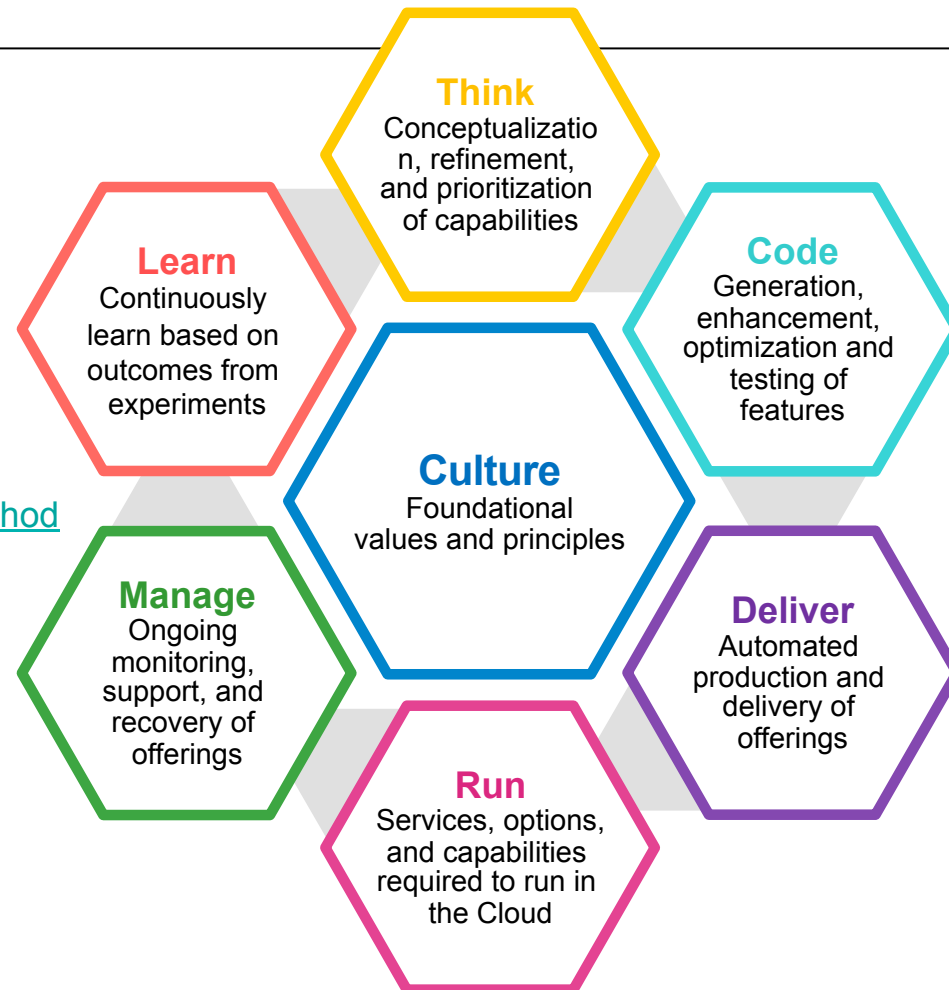 Think
Conceptualizatio
n, refinement,
and prioritization
of capabilities
Learn
Continuously
learn based on
outcomes from
experiments
Code
Generation,
enhancement,
optimization and
testing of
features
Culture
Foundational
values and principles
hod
Manage
Ongoing
monitoring,
support, and
recovery of
offerings
Deliver
Automated
production and
delivery of
offerings
Run
Services, options,
and capabilities
required to run in
the Cloud